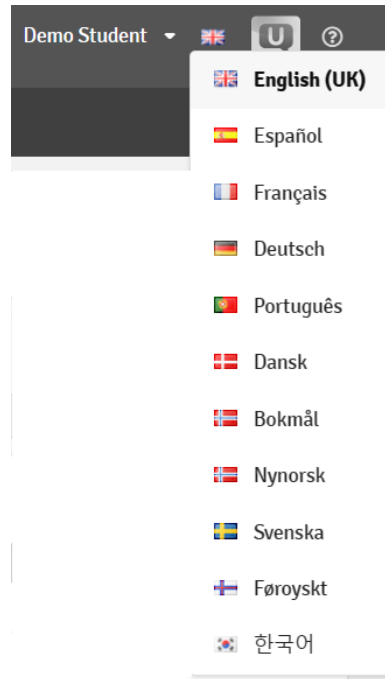 Demo Student
English (UK)
Español
Français
Deutsch
Português
Dansk
Bokmål
Nynorsk
Svenska
Føroyskt
한국어